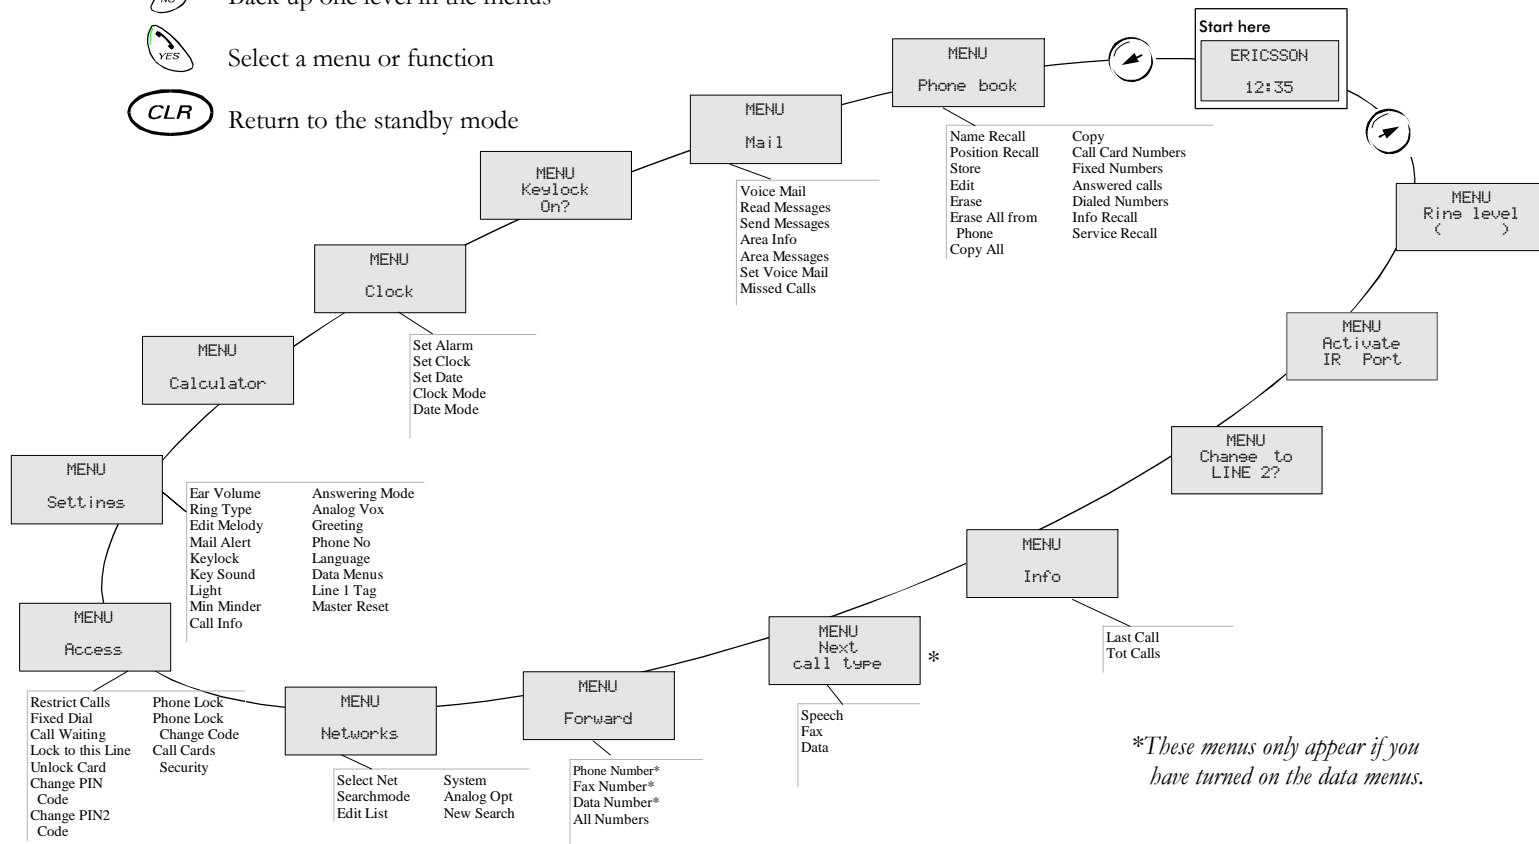 NO
Back up one level in the menus
YES
Select a menu or function
CLR
Return to the standby mode
Start here
ERICSSON
12:35
MENU
Phone book
Name Recall
Position Recall
Store
Edit
Erase
Erase All from
Phone
Copy All
Copy
Call Card Numbers
Fixed Numbers
Answered calls
Dialed Numbers
Info Recall
Service Recall
MENU
Mail
Voice Mail
Read Messages
Send Messages
Area Info
Area Messages
Set Voice Mail
Missed Calls
MENU
Keylock
On?
MENU
Clock
Set Alarm
Set Clock
Set Date
Clock Mode
Date Mode
MENU
Calculator
MENU
Settings
Ear Volume
Ring Type
Edit Melody
Mail Alert
Keylock
Key Sound
Light
Min Minder
Call Info
Answering Mode
Analog Vox
Greeting
Phone No
Language
Data Menus
Line 1 Tag
Master Reset
MENU
Access
Restrict Calls
Fixed Dial
Call Waiting
Lock to this Line
Unlock Card
Change PIN
Code
Change PIN2
Code
Phone Lock
Phone Lock
Change Code
Call Cards
Security
MENU
Networks
Select Net
Searchmode
Edit List
System
Analog Opt
New Search
MENU
Forward
Phone Number*
Fax Number*
Data Number*
All Numbers
MENU
Next
call type
*
Speech
Fax
Data
MENU
Info
Last Call
Tot Calls
MENU
Change to
LINE 2?
MENU
Activate
IR Port
MENU
Ring level
( )
*These menus only appear if you
have turned on the data menus.